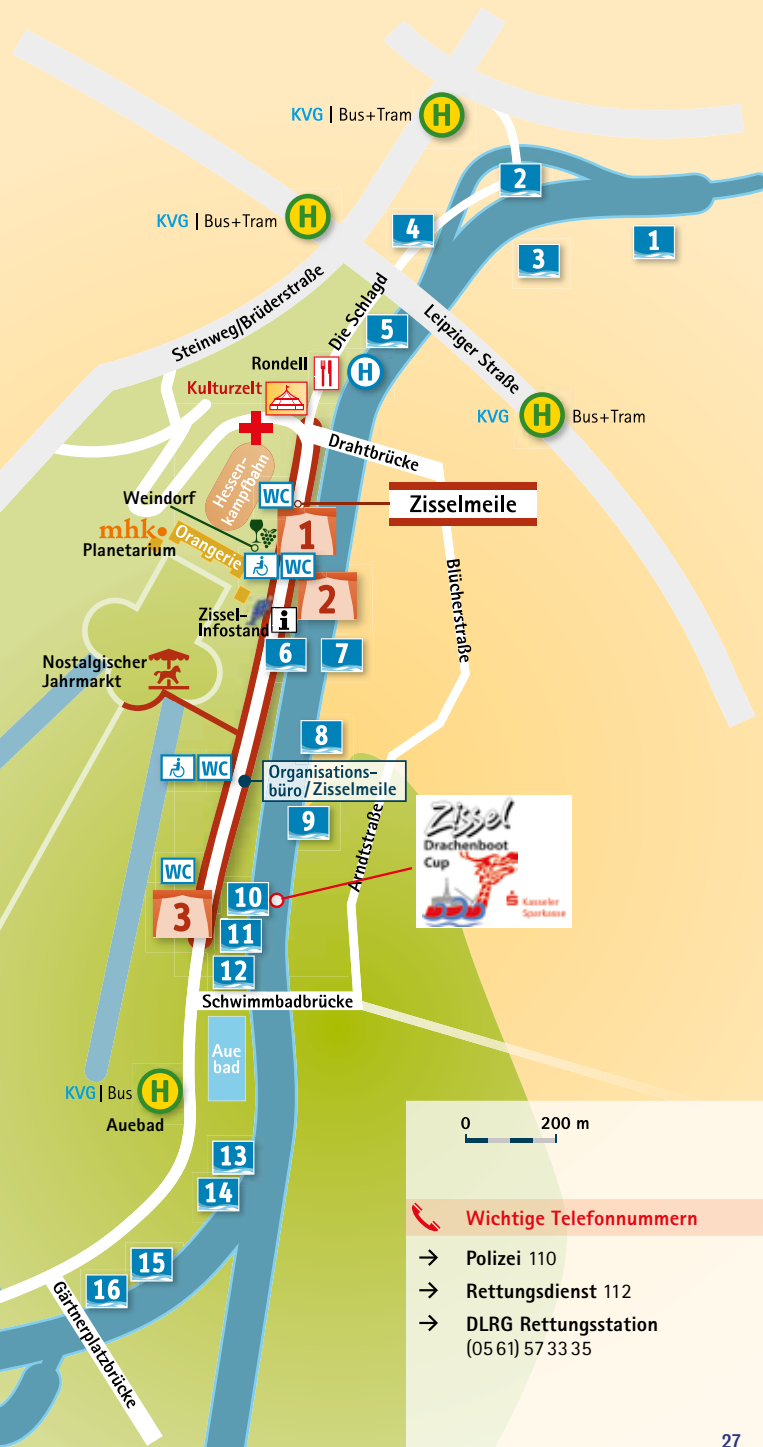 KVG | Bus+Tram
H
2
KVG | Bus+Tram
H
4
1
3
Steinweg/Brüderstraße
Die Schlagd
5
Leipziger Straße
Rondell
H
Kulturzelt
KVG
H
Bus+Tram
Drahtbrücke
Hessen-
kampfbahn
Weindorf
WC
Zisselmeile
mhk
Planetarium
Orangerie
1
WC
2
Blücherstraße
Zissel-
Infostand
i
6
7
Nostalgischer
Jahrmarkt
8
WC
Organisations-
büro/Zisselmeile
9
Arndtstraße
Zissel
Drachenboot
Cup
Kasseler
Sparkasse
WC
10
3
11
12
Schwimmbadbrücke
Aue
bad
KVG | Bus
H
Auebad
0 200 m
13
14
Wichtige Telefonnummern
→ Polizei 110
15
16
→ Rettungsdienst 112
Gärtnerplatzbrücke
→ DLRG Rettungsstation
(05 61) 57 33 35
27